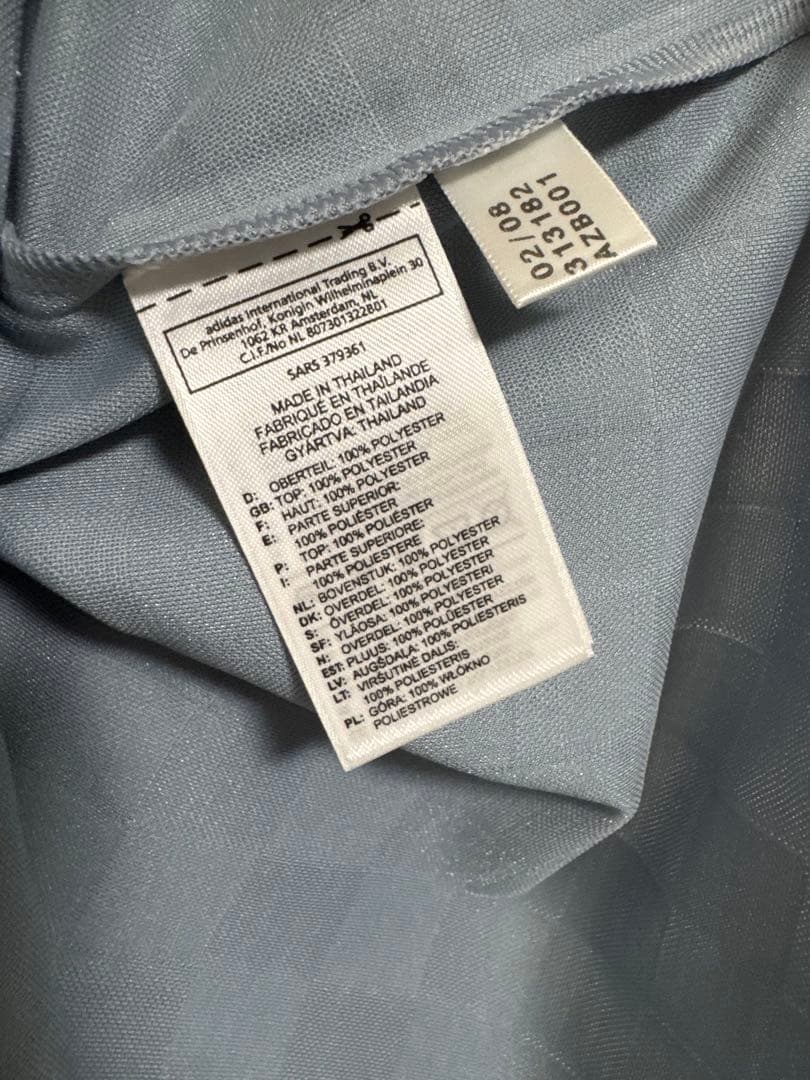 02/08
313182
AZB001
adidas International Trading B.V.
De Prinsenhof, Konigin Wilhelminaplein 30
1062 KR Amsterdam, NL
C.I.F./No NL B07301322B01
SARS 379361
MADE IN THAILAND
FABRIQUÉ EN THAÏLANDE
FABRICADO EN TAILANDIA
GYÁRTVA: THAILAND
D: OBERTEIL: 100% POLYESTER
GB: TOP: 100% POLYESTER
F: HAUT: 100% POLYESTER
E: PARTE SUPERIOR:
100% POLIÉSTER
P: TOP: 100% POLIÉSTER
I: PARTE SUPERIORE:
100% POLIESTERE
NL: BOVENSTUK: 100% POLYESTER
DK: OVERDEL: 100% POLYESTER
S: ÖVERDEL: 100% POLYESTER
SF: YLÄOSA: 100% POLYESTERI
N: OVERDEL: 100% POLYESTER
EST: PLUUS: 100% POLÜESTER
LV: AUGŠDAĻA: 100% POLIESTERIS
LT: VIRŠUTINĖ DALIS:
100% POLIESTERIS
PL: GÓRA: 100% WŁÓKNO
POLIESTROWE